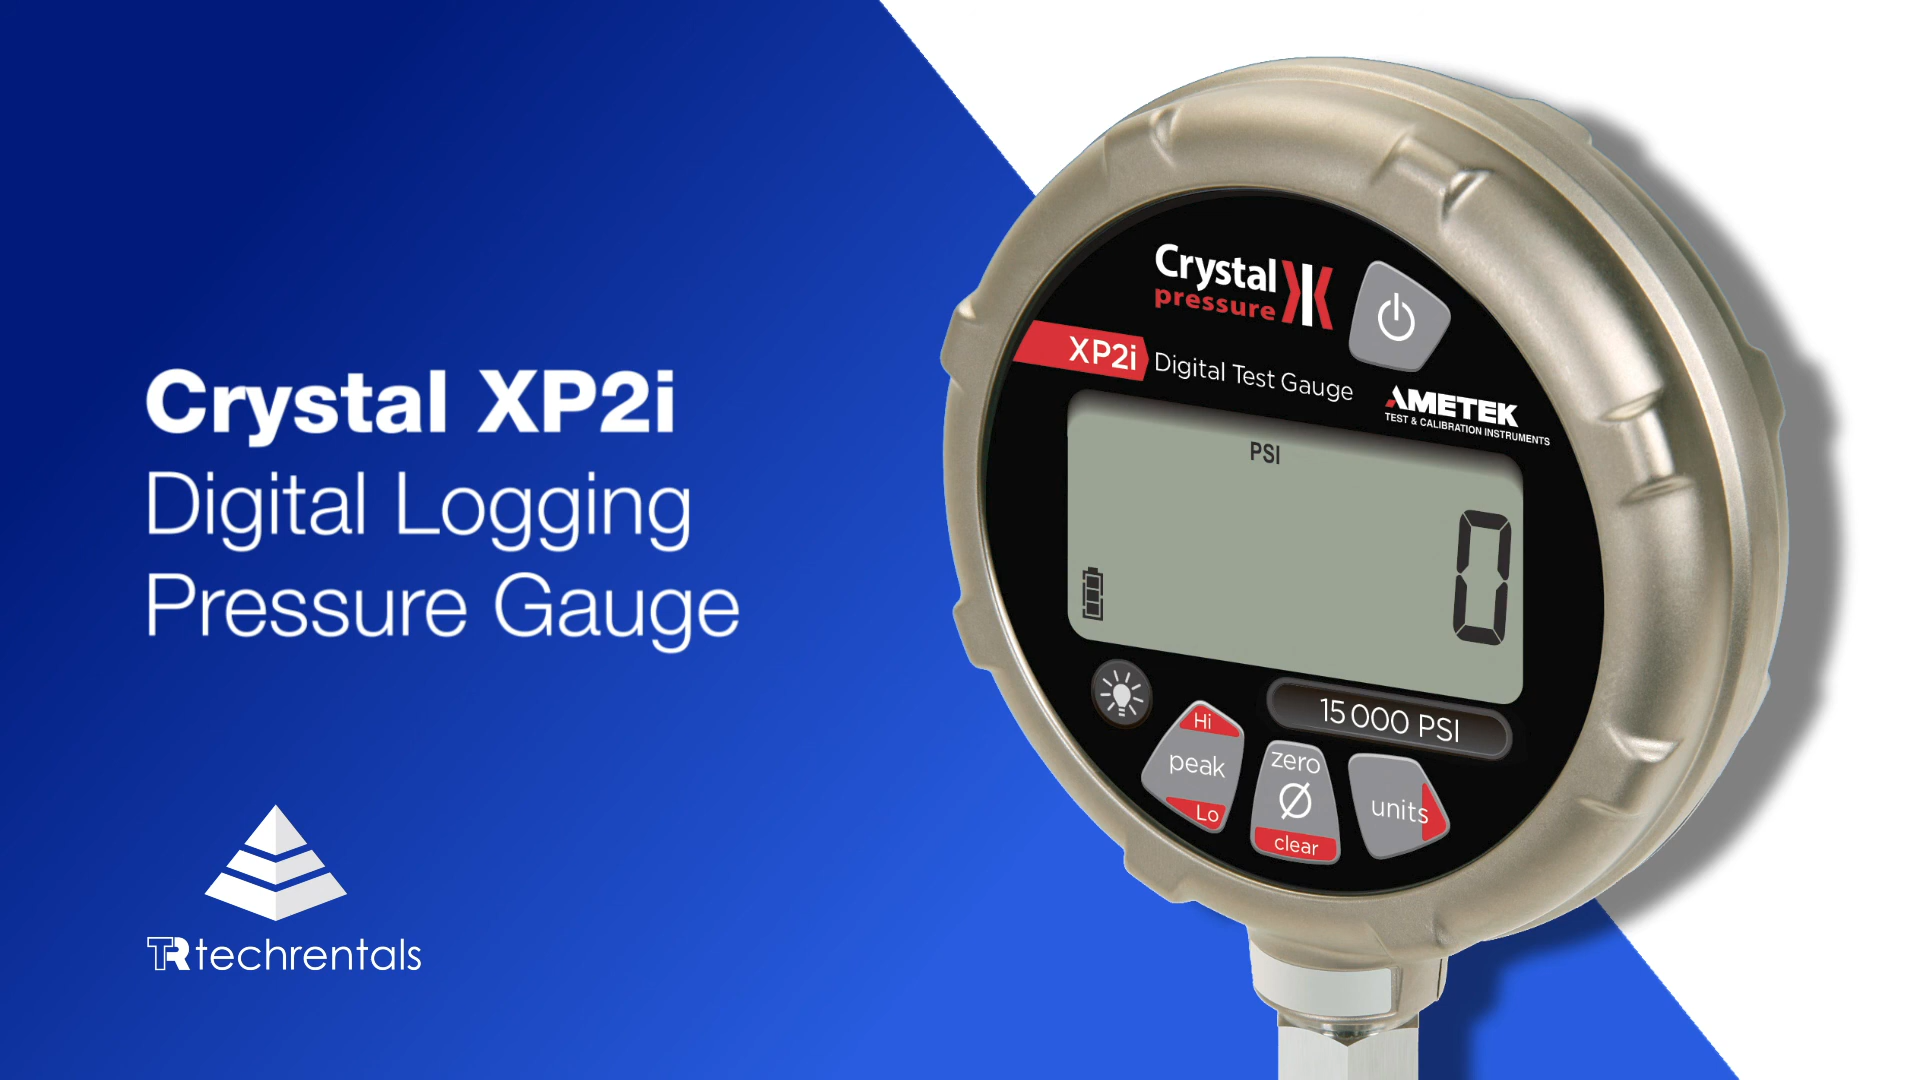 Crystal XP2i
Digital Logging
Pressure Gauge
TR techrentals
Crystal
pressure
XP2i Digital Test Gauge
AMETEK
TEST & CALIBRATION INSTRUMENTS
PSI
0
15 000 PSI
Hi
peak
Lo
zero
clear
units